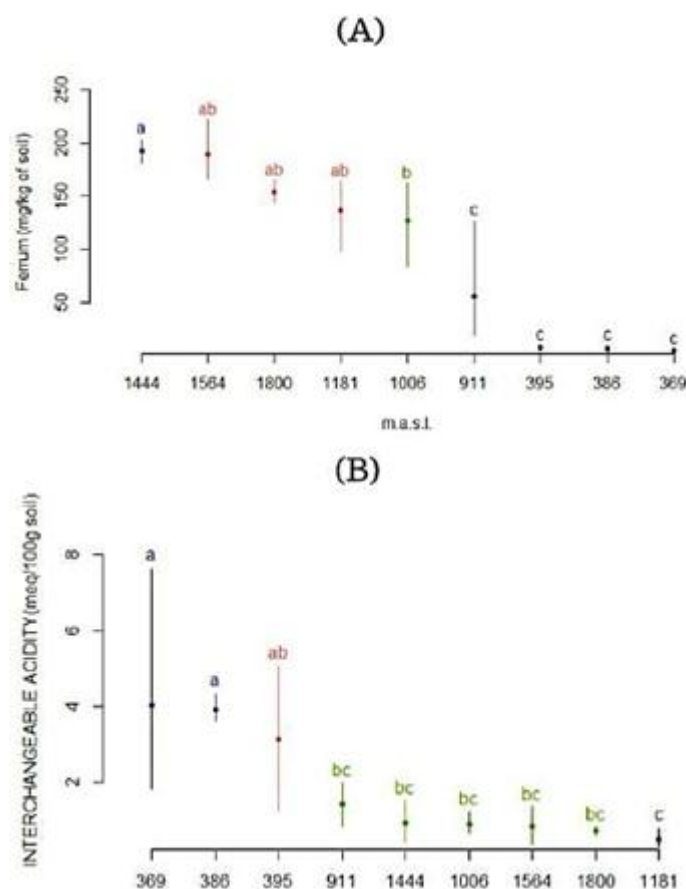 (A)
Ferrum (mg/kg of soil)
250
200
150
100
50
a
ab
ab
ab
b
c
c
c
c
1444 1564 1800 1181 1006 911 395 386 369
m.a.s.l.
(B)
INTERCHANGEABLE ACIDITY (meq/100g soil)
8
6
4
2
a
a
ab
bc
bc
bc
bc
bc
c
369 386 395 911 1444 1006 1564 1800 1181